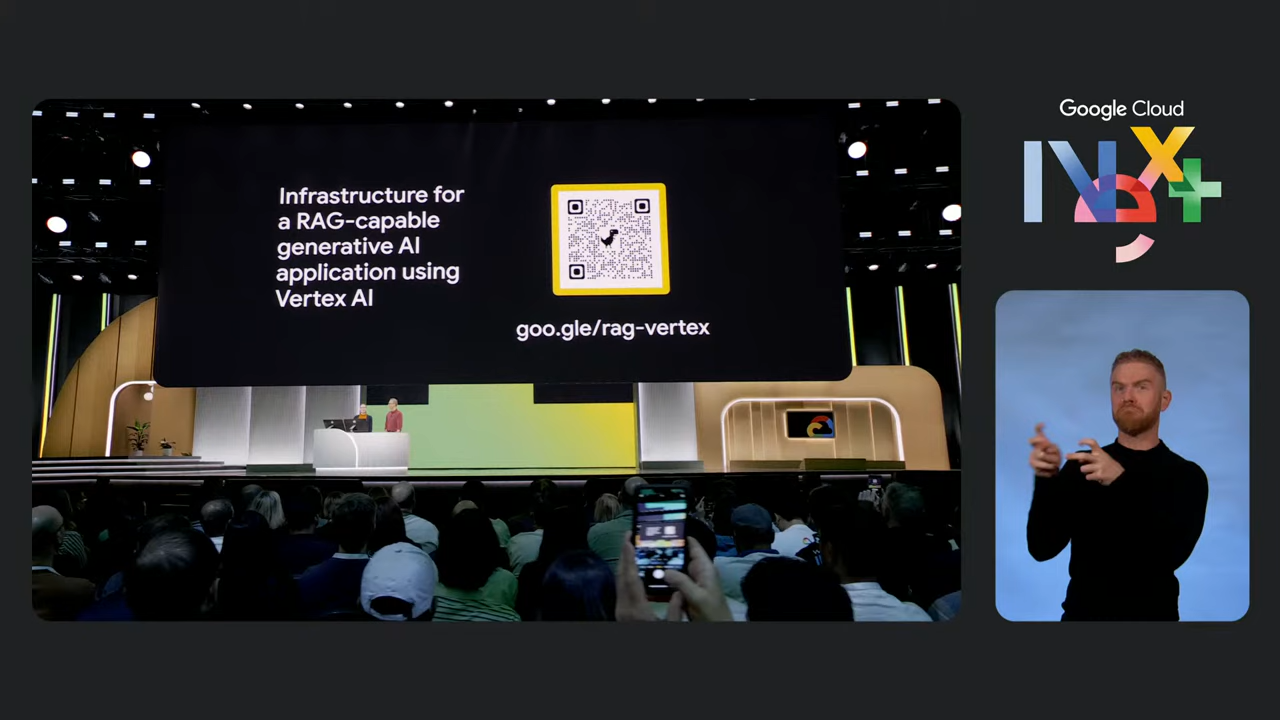 Infrastructure for
a RAG-capable
generative AI
application using
Vertex AI
goo.gle/rag-vertex
Google Cloud
Next